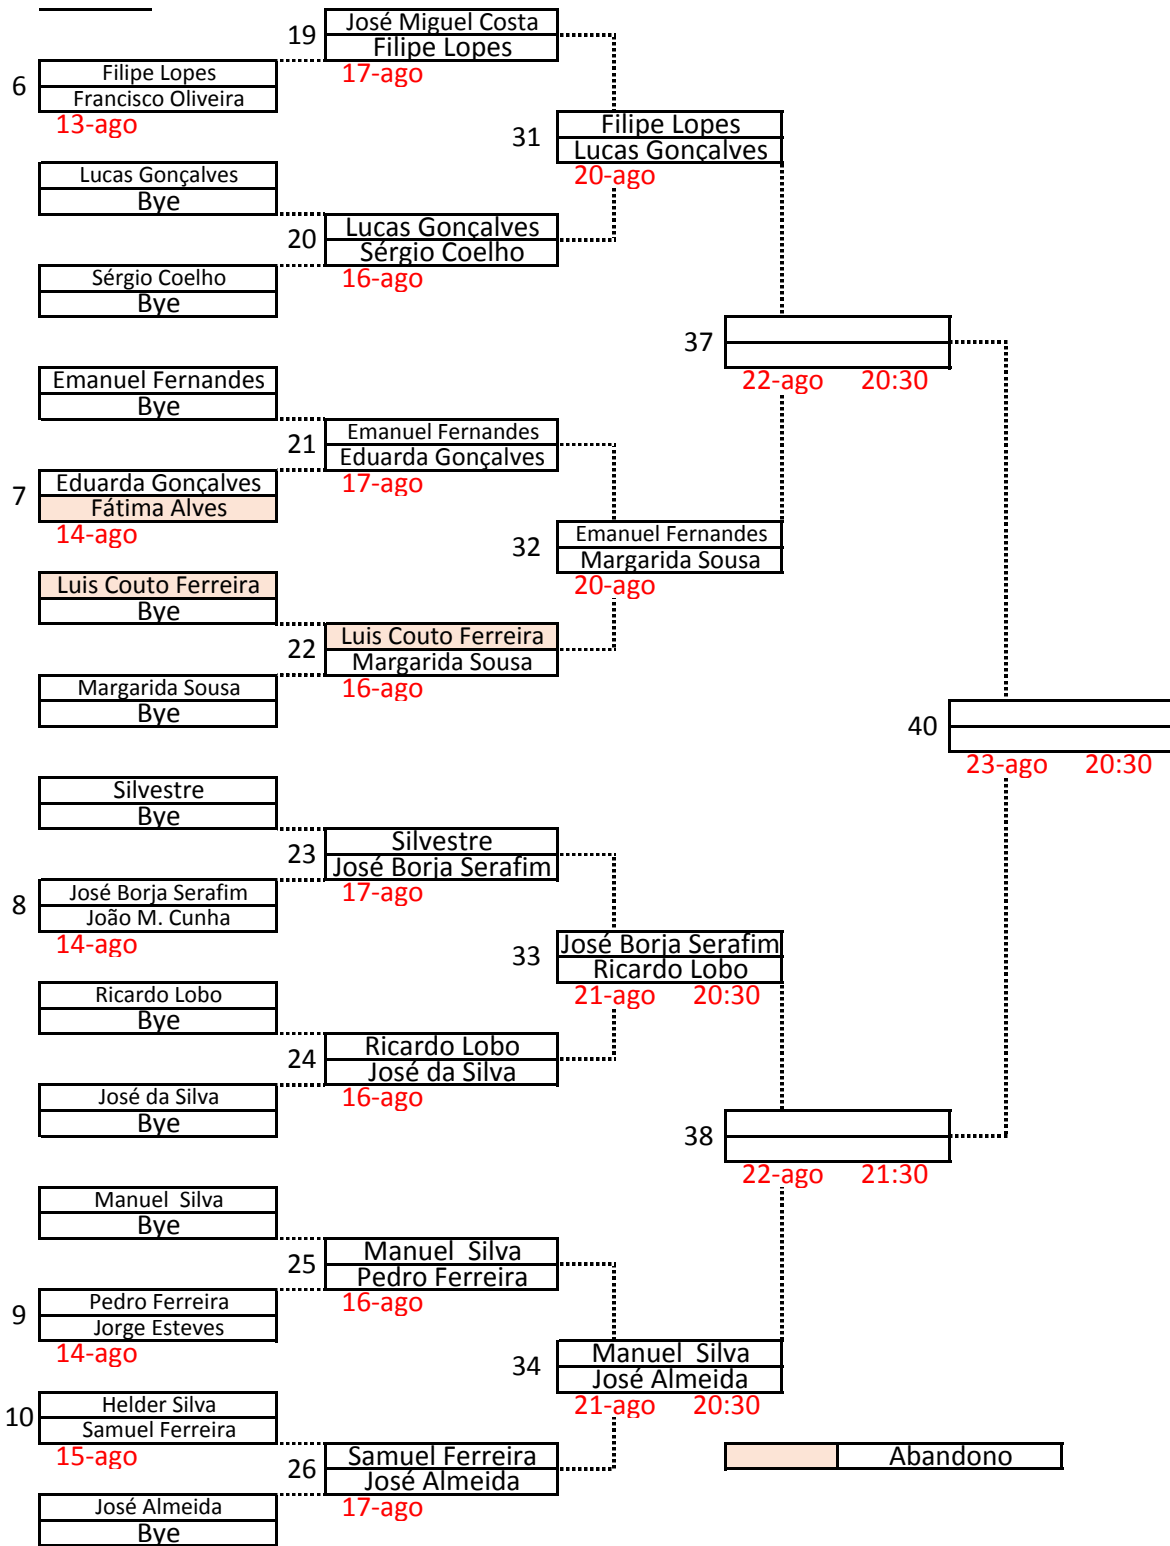 19
José Miguel Costa
Filipe Lopes
17-ago
6
Filipe Lopes
Francisco Oliveira
13-ago
31
Filipe Lopes
Lucas Gonçalves
20-ago
Lucas Gonçalves
Bye
20
Lucas Gonçalves
Sérgio Coelho
16-ago
Sérgio Coelho
Bye
37
22-ago 20:30
Emanuel Fernandes
Bye
21
Emanuel Fernandes
Eduarda Gonçalves
17-ago
7
Eduarda Gonçalves
Fátima Alves
14-ago
32
Emanuel Fernandes
Margarida Sousa
20-ago
Luis Couto Ferreira
Bye
22
Luis Couto Ferreira
Margarida Sousa
16-ago
Margarida Sousa
Bye
40
23-ago 20:30
Silvestre
Bye
23
Silvestre
José Borja Serafim
17-ago
8
José Borja Serafim
João M. Cunha
14-ago
33
José Borja Serafim
Ricardo Lobo
21-ago 20:30
Ricardo Lobo
Bye
24
Ricardo Lobo
José da Silva
16-ago
José da Silva
Bye
38
22-ago 21:30
Manuel  Silva
Bye
25
Manuel  Silva
Pedro Ferreira
16-ago
9
Pedro Ferreira
Jorge Esteves
14-ago
34
Manuel  Silva
José Almeida
21-ago 20:30
10
Helder Silva
Samuel Ferreira
15-ago
26
Samuel Ferreira
José Almeida
17-ago
Abandono
José Almeida
Bye